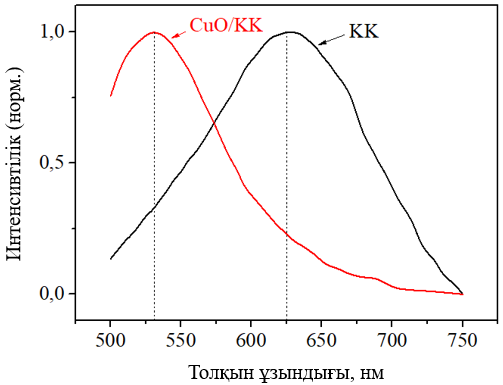 CuO/KK
KK
1,0
0,5
0,0
Интенсивтілік (норм.)
500 550 600 650 700 750
Толқын ұзындығы, нм